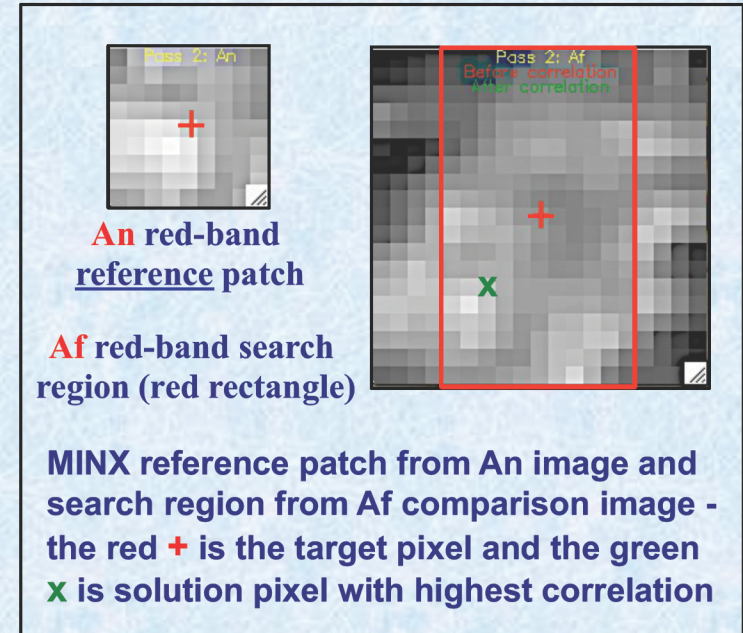 Pass 2: An
Pass 2: Af
Before correlation
After correlation
An red-band
reference patch
Af red-band search
region (red rectangle)
MINX reference patch from An image and
search region from Af comparison image -
the red + is the target pixel and the green
x is solution pixel with highest correlation